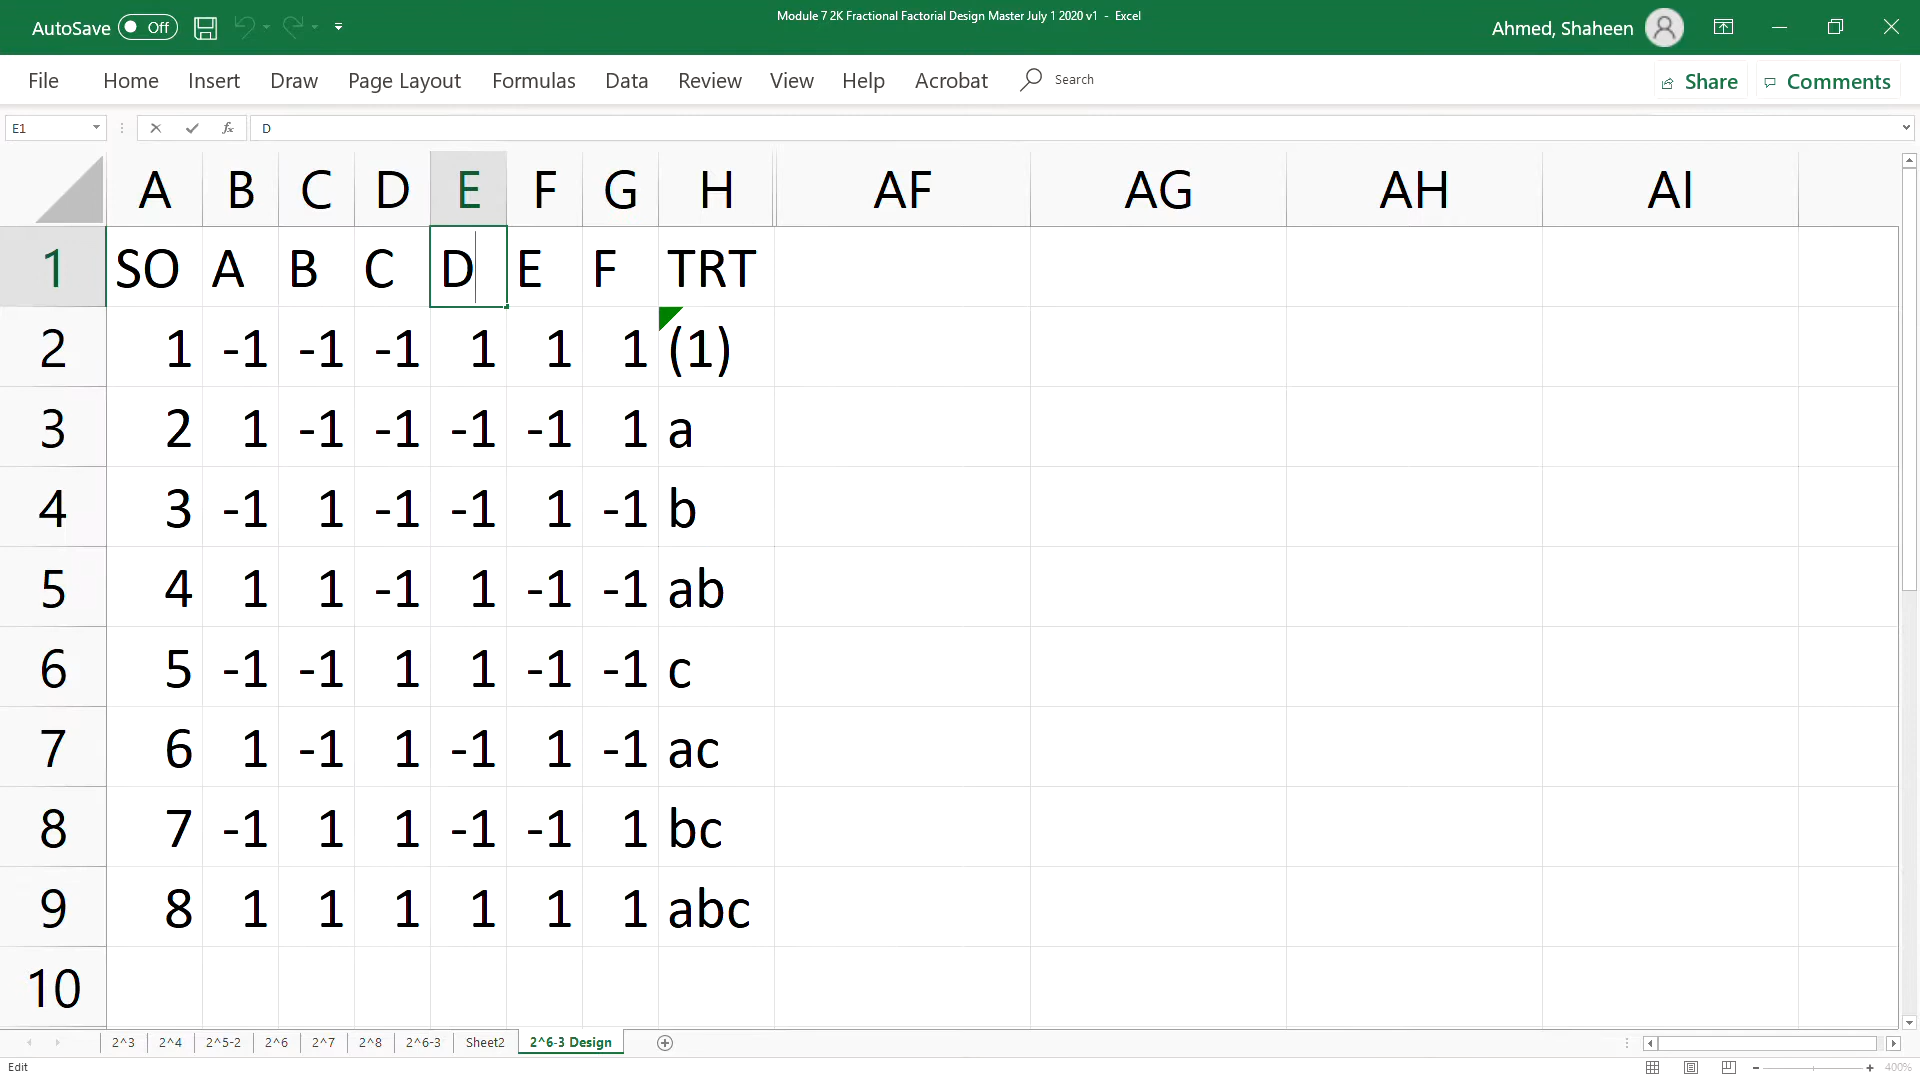 AutoSave Off
Module 7 2K Fractional Factorial Design Master July 1 2020 v1 - Excel
Ahmed, Shaheen
File Home Insert Draw Page Layout Formulas Data Review View Help Acrobat Search
Share Comments
E1 fx D
A B C D E F G H AF AG AH AI
1 SO A B C D E F TRT
2 1 -1 -1 -1 1 1 1 (1)
3 2 1 -1 -1 -1 -1 1 a
4 3 -1 1 -1 -1 1 -1 b
5 4 1 1 -1 1 -1 -1 ab
6 5 -1 -1 1 1 -1 -1 c
7 6 1 -1 1 -1 1 -1 ac
8 7 -1 1 1 -1 -1 1 bc
9 8 1 1 1 1 1 1 abc
10
2^3 2^4 2^5-2 2^6 2^7 2^8 2^6-3 Sheet2 2^6-3 Design
Edit
400%